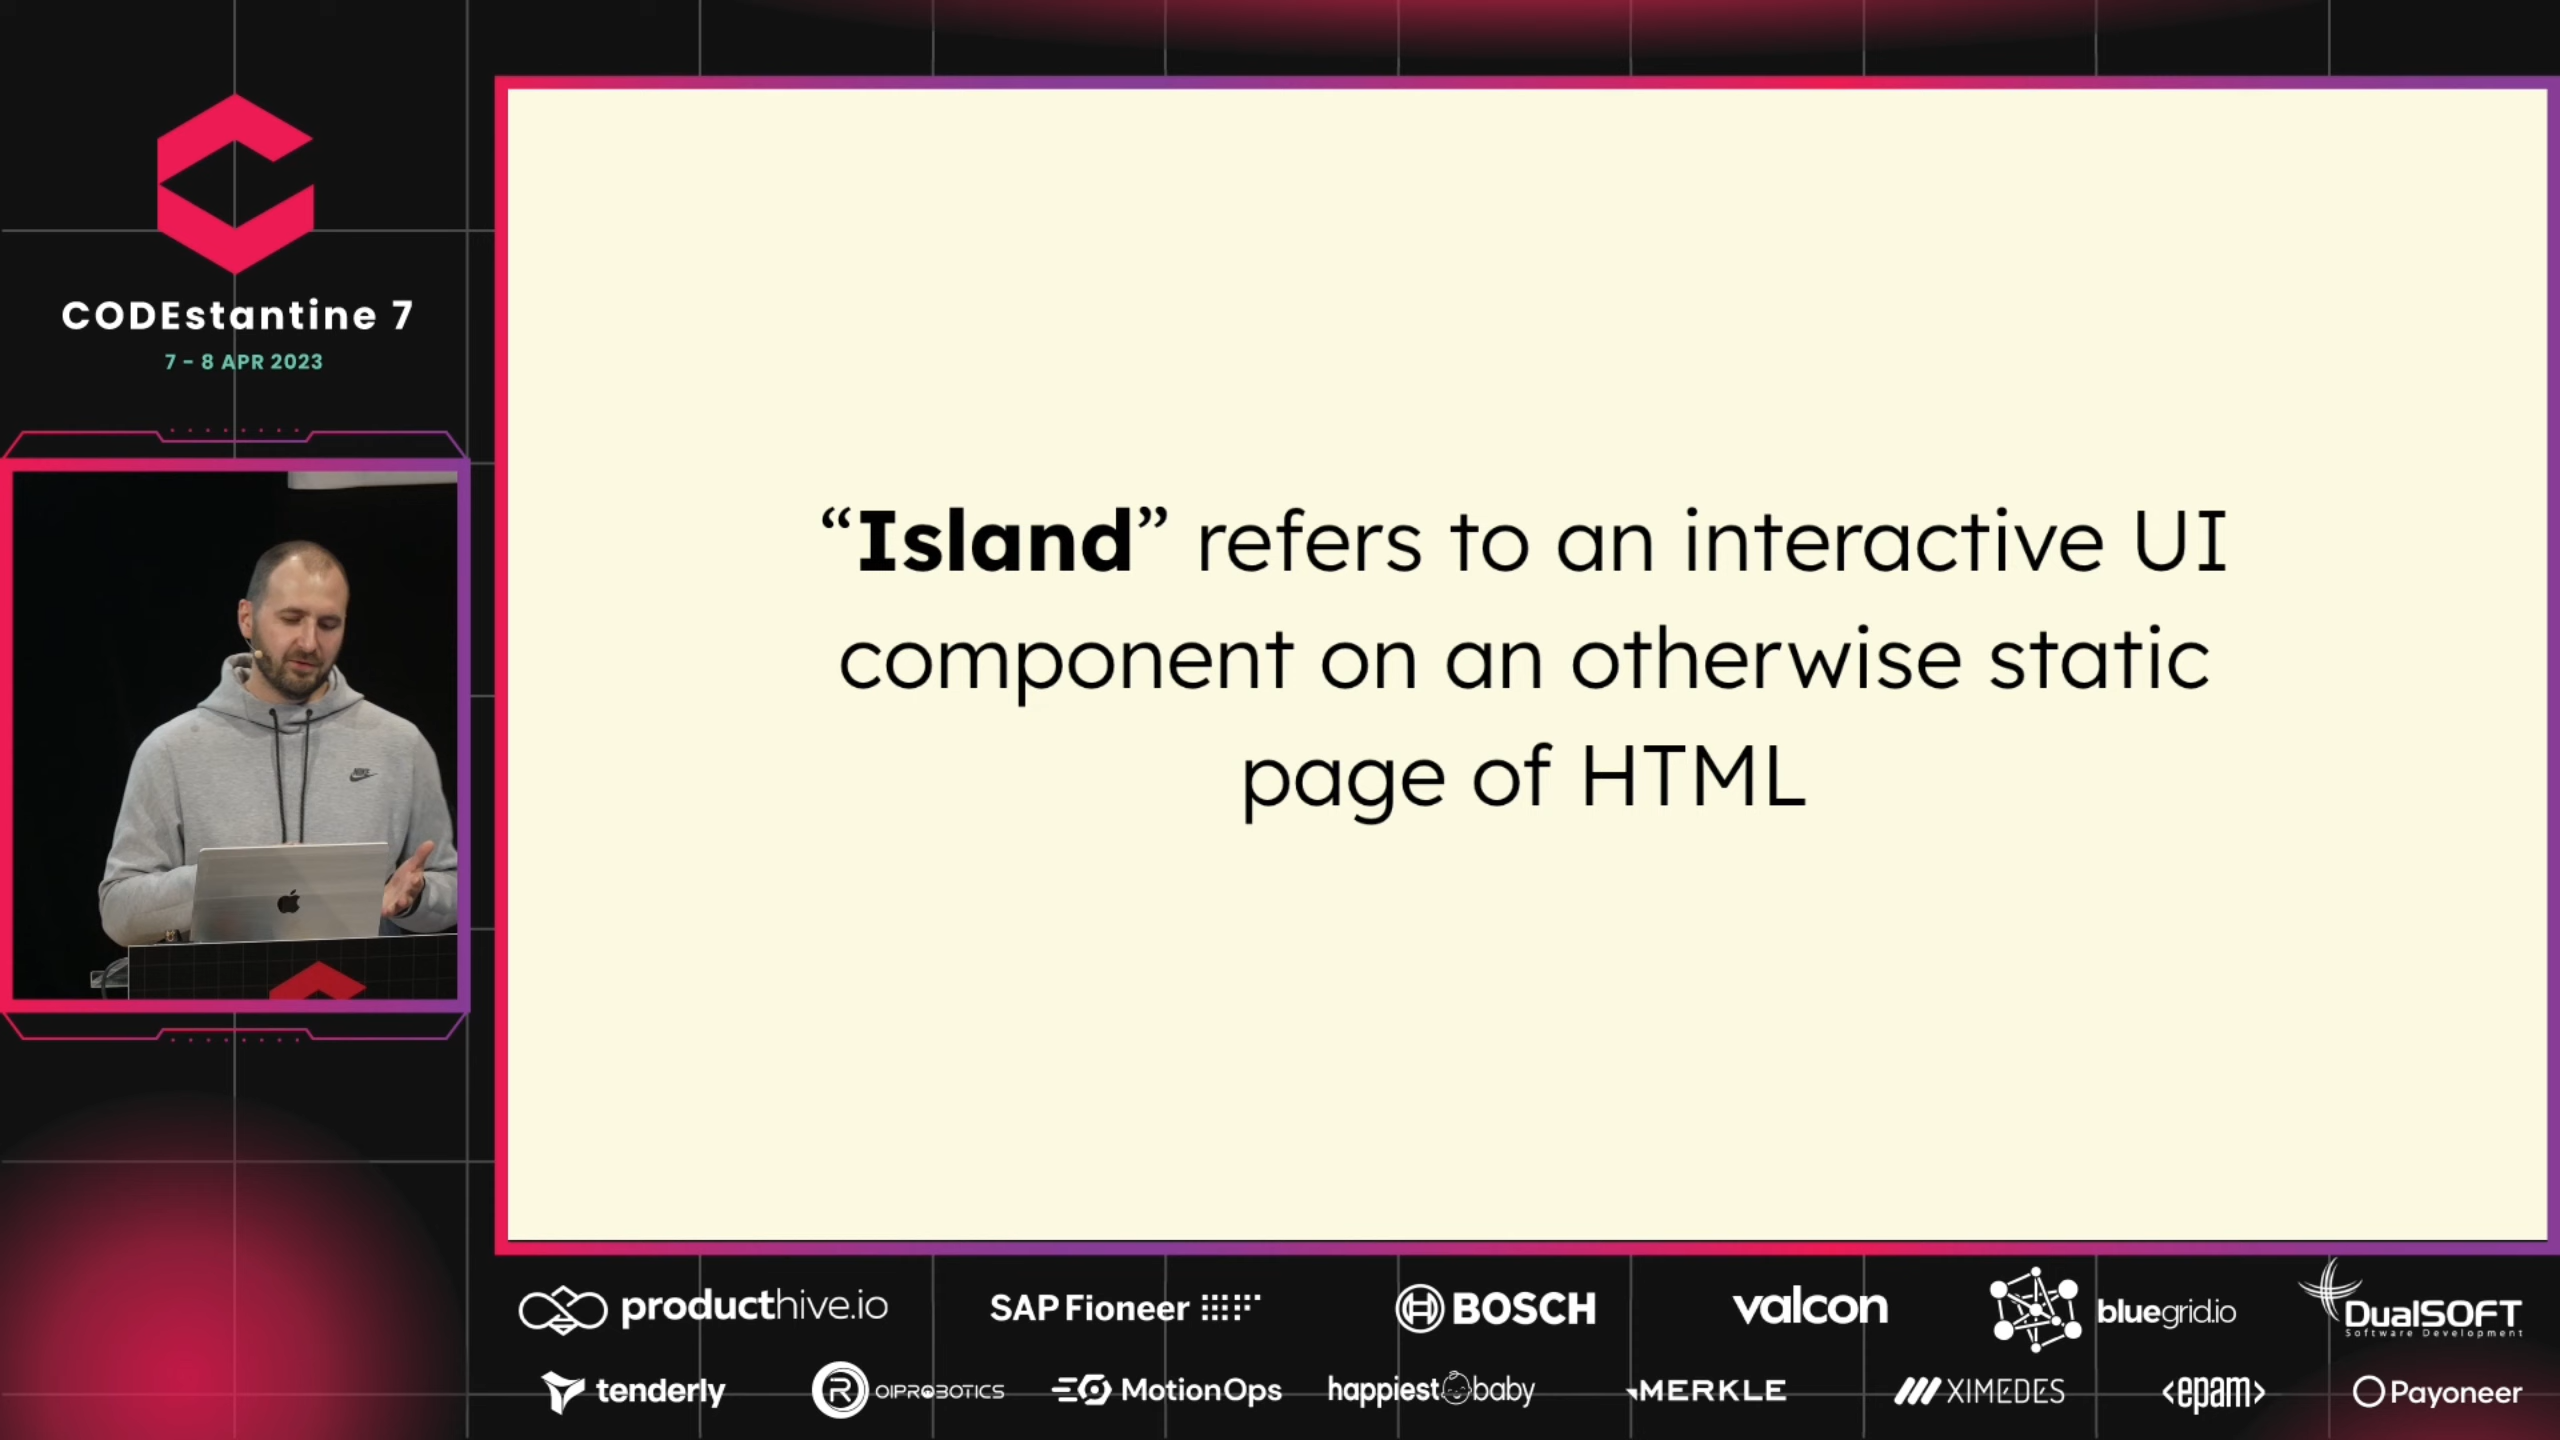 CODEstantine 7
7 - 8 APR 2023
“Island” refers to an interactive UI
component on an otherwise static
page of HTML
producthive.io
SAP Fioneer
BOSCH
valcon
bluegrid.io
DualSOFT
Software Development
tenderly
R
OIPROBOTICS
MotionOps
happiest baby
MERKLE
XIMEDES
<epam>
Payoneer